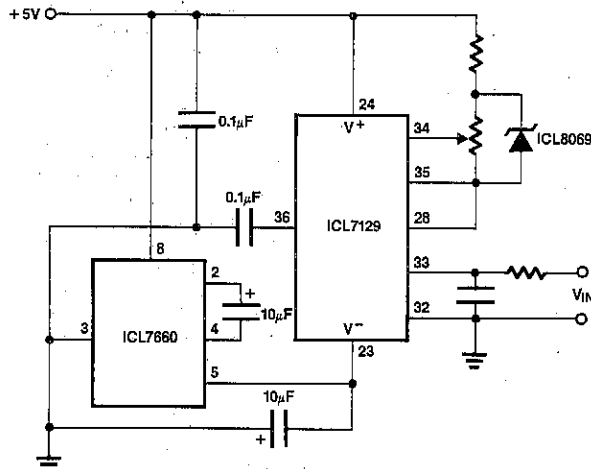 +5V
24
V+
34
ICL8069
0.1µF
35
0.1µF
36
ICL7129
28
8
33
2
+
10µF
VIN
3
ICL7660
4
32
V−
23
5
10µF
+